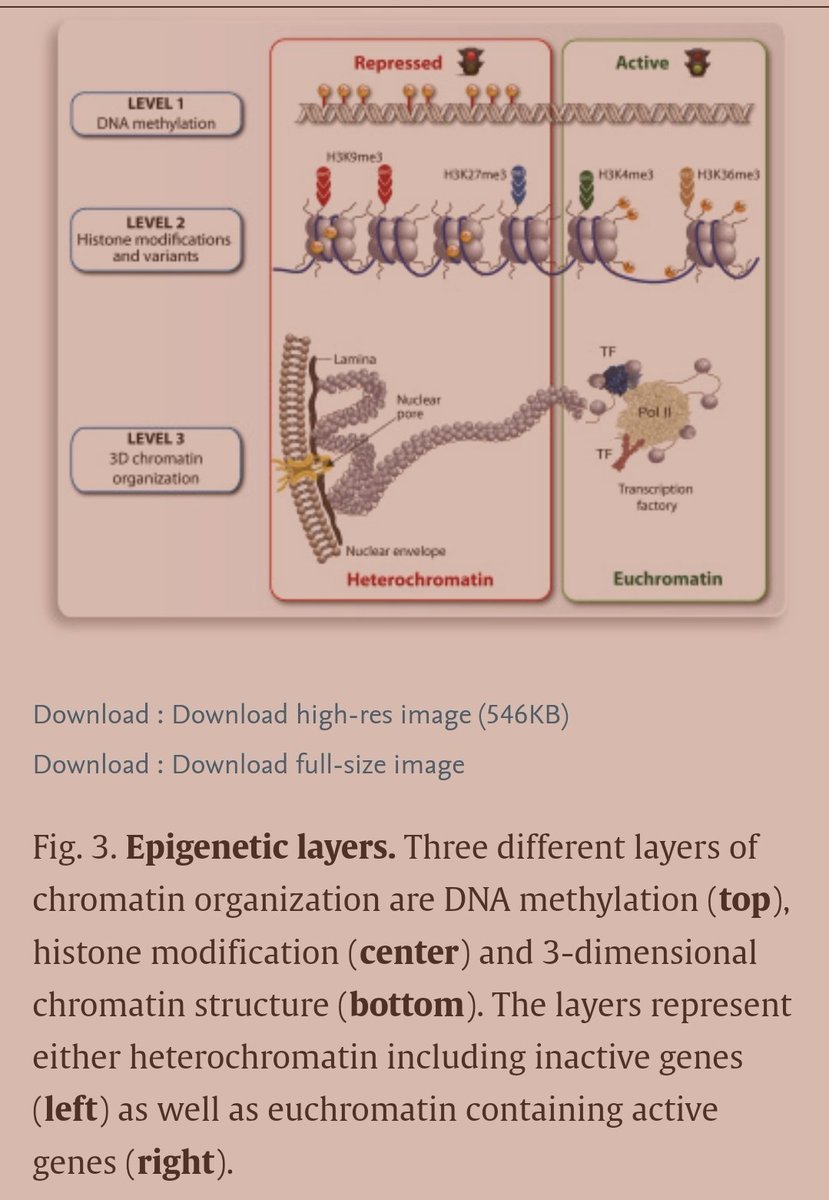 Repressed
Active
LEVEL 1
DNA methylation
H3K9me3
H3K27me3
H3K4me3
H3K36me3
LEVEL 2
Histone modifications
and variants
Lamina
Nuclear
pore
TF
Pol II
TF
LEVEL 3
3D chromatin
organization
Transcription
factory
Nuclear envelope
Heterochromatin
Euchromatin
Download : Download high-res image (546KB)
Download : Download full-size image
Fig. 3. Epigenetic layers. Three different layers of
chromatin organization are DNA methylation (top),
histone modification (center) and 3-dimensional
chromatin structure (bottom). The layers represent
either heterochromatin including inactive genes
(left) as well as euchromatin containing active
genes (right).